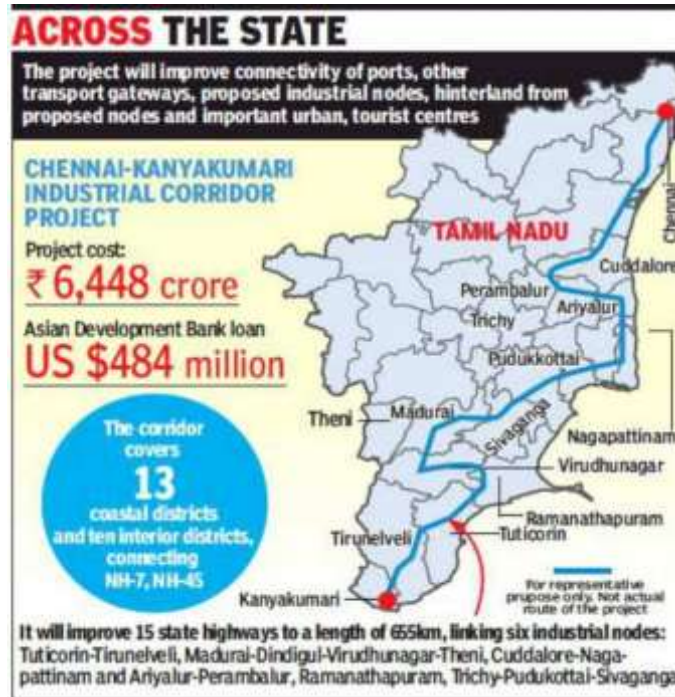 ACROSS THE STATE
The project will improve connectivity of ports, other
transport gateways, proposed industrial nodes, hinterland from
proposed nodes and important urban, tourist centres
CHENNAI-KANYAKUMARI
INDUSTRIAL CORRIDOR
PROJECT
Project cost:
₹ 6,448 crore
Asian Development Bank loan
US $484 million
The corridor
covers
13
coastal districts
and ten interior districts,
connecting
NH-7, NH-45
TAMIL NADU
Chennai
Cuddalore
Perambalur
Ariyalur
Trichy
Pudukkottai
Theni
Madurai
Sivaganga
Nagapattinam
Virudhunagar
Ramanathapuram
Tuticorin
Tirunelveli
Kanyakumari
For representative
prupose only. Not actual
route of the project
It will improve 15 state highways to a length of 655km, linking six industrial nodes:
Tuticorin-Tirunelveli, Madurai-Dindigul-Virudhunagar-Theni, Cuddalore-Naga-
pattinam and Ariyalur-Perambalur, Ramanathapuram, Trichy-Pudukottai-Sivaganga